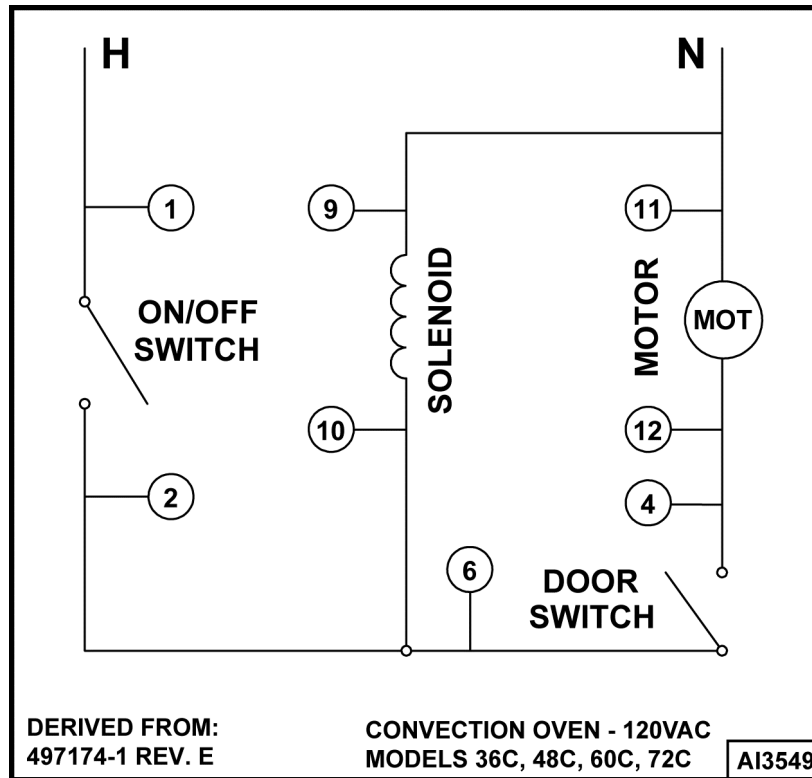 H
N
1
9
11
ON/OFF
SWITCH
SOLENOID
MOTOR
MOT
10
12
2
4
6
DOOR
SWITCH
DERIVED FROM:
497174-1 REV. E
CONVECTION OVEN - 120VAC
MODELS 36C, 48C, 60C, 72C
AI3549